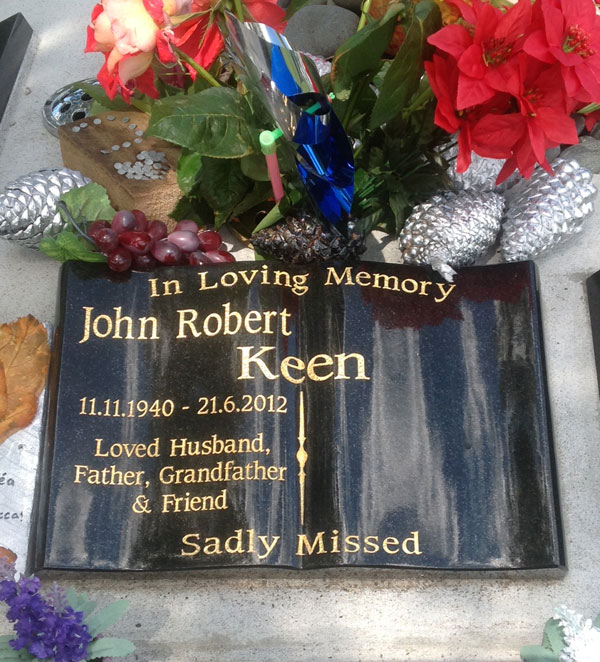 In Loving Memory
John Robert
Keen
11.11.1940 - 21.6.2012
Loved Husband,
Father, Grandfather
& Friend
Sadly Missed